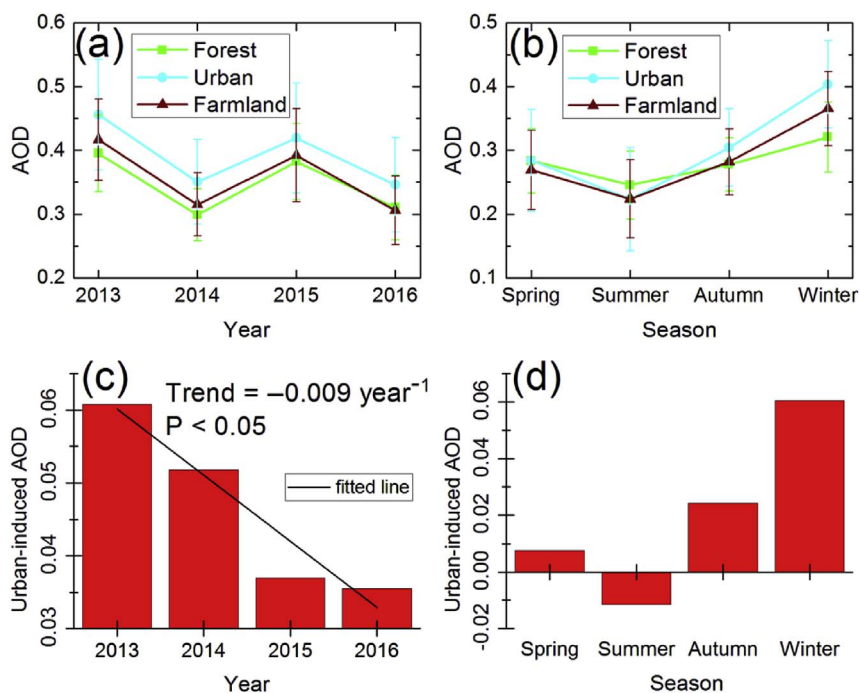 (a)
Forest
Urban
Farmland
AOD
0.6
0.5
0.4
0.3
0.2
2013
2014
2015
2016
Year
(b)
Forest
Urban
Farmland
AOD
0.5
0.4
0.3
0.2
0.1
Spring
Summer
Autumn
Winter
Season
(c)
Trend = –0.009 year⁻¹
P < 0.05
fitted line
Urban-induced AOD
0.06
0.05
0.04
0.03
2013
2014
2015
2016
Year
(d)
Urban-induced AOD
0.06
0.04
0.02
0.00
-0.02
Spring
Summer
Autumn
Winter
Season